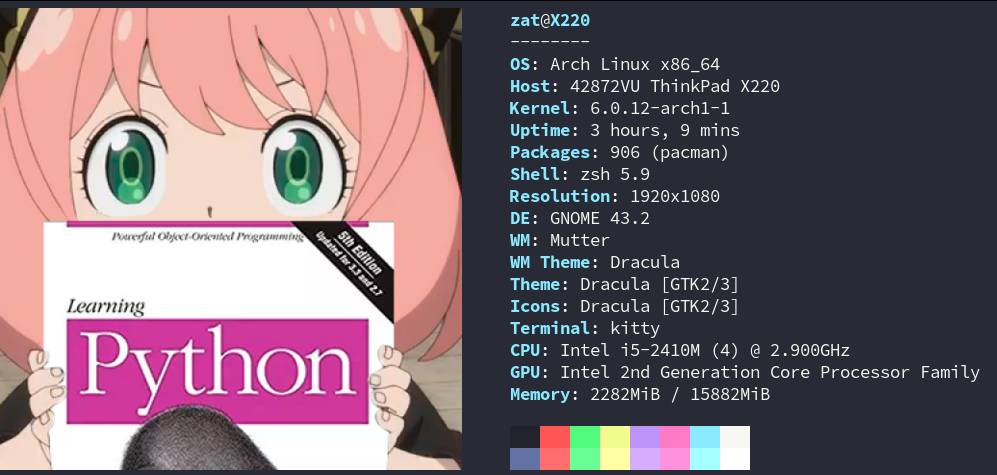 Powerful Object-Oriented Programming
5th Edition
Updated for 3.3 and 2.7
Learning
Python
zat@X220
--------
OS: Arch Linux x86_64
Host: 42872VU ThinkPad X220
Kernel: 6.0.12-arch1-1
Uptime: 3 hours, 9 mins
Packages: 906 (pacman)
Shell: zsh 5.9
Resolution: 1920x1080
DE: GNOME 43.2
WM: Mutter
WM Theme: Dracula
Theme: Dracula [GTK2/3]
Icons: Dracula [GTK2/3]
Terminal: kitty
CPU: Intel i5-2410M (4) @ 2.900GHz
GPU: Intel 2nd Generation Core Processor Family
Memory: 2282MiB / 15882MiB